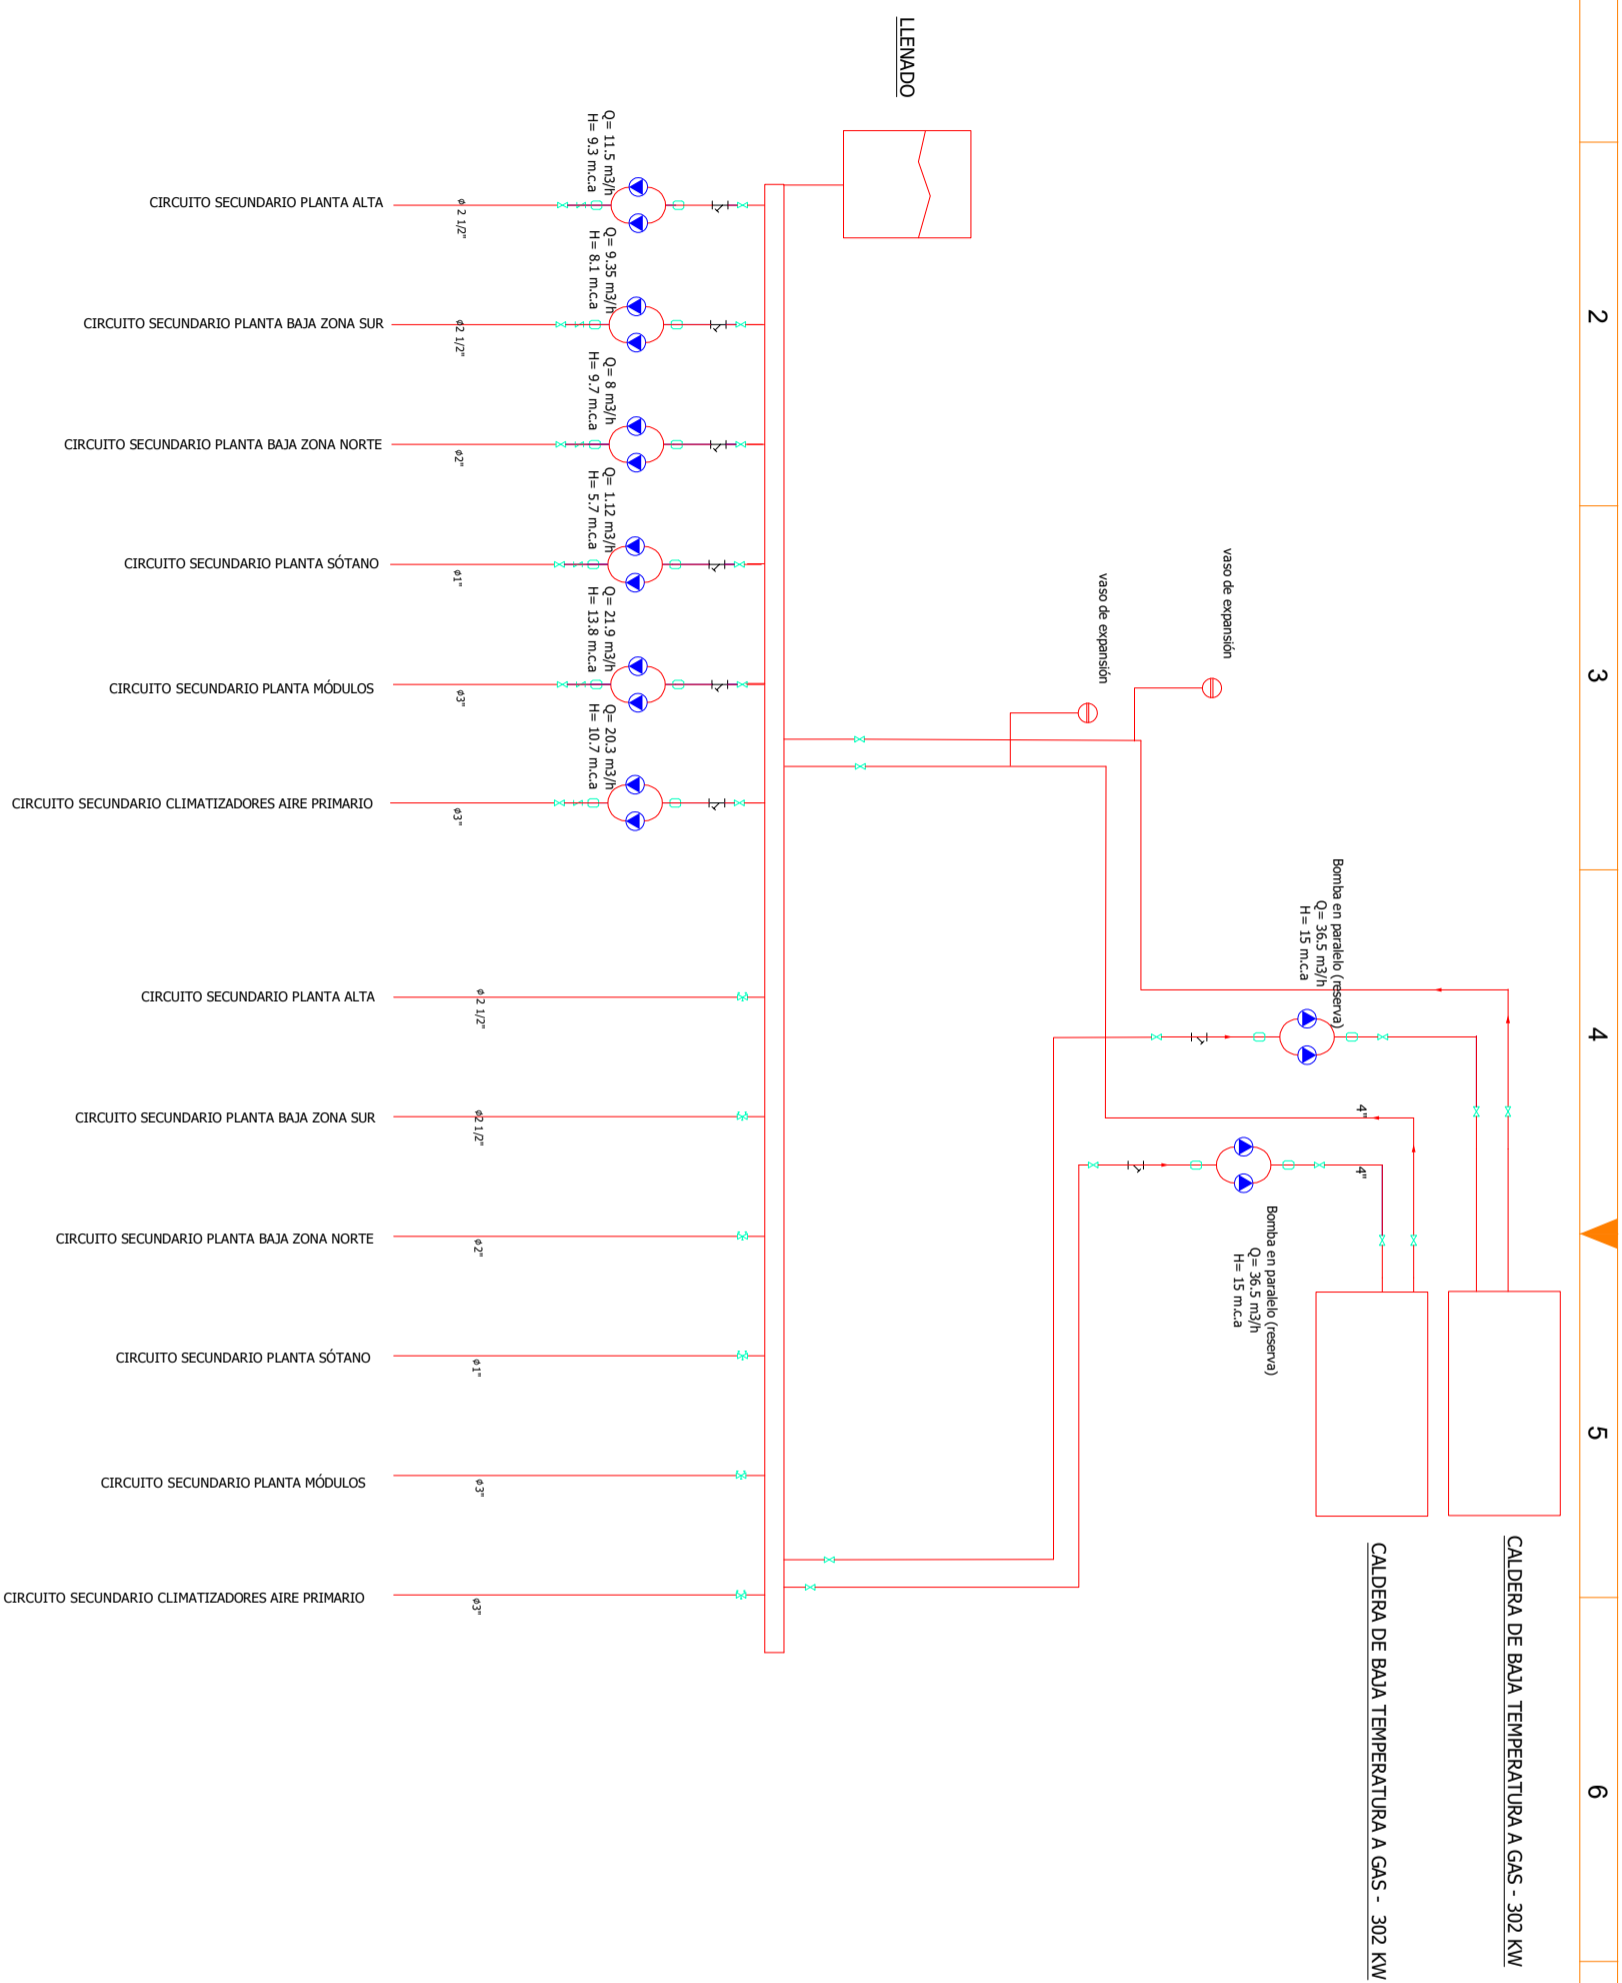 LLENADO
2
3
4
5
6
CIRCUITO SECUNDARIO PLANTA ALTA
ø 2 1/2"
Q= 11.5 m3/h
H= 9.3 m.c.a
CIRCUITO SECUNDARIO PLANTA BAJA ZONA SUR
ø2 1/2"
Q= 9.35 m3/h
H= 8.1 m.c.a
CIRCUITO SECUNDARIO PLANTA BAJA ZONA NORTE
ø2"
Q= 8 m3/h
H= 9.7 m.c.a
CIRCUITO SECUNDARIO PLANTA SÓTANO
ø1"
Q= 1.12 m3/h
H= 5.7 m.c.a
CIRCUITO SECUNDARIO PLANTA MÓDULOS
ø3"
Q= 21.9 m3/h
H= 13.8 m.c.a
CIRCUITO SECUNDARIO CLIMATIZADORES AIRE PRIMARIO
ø3"
Q= 20.3 m3/h
H= 10.7 m.c.a
vaso de expansión
vaso de expansión
Bomba en paralelo (reserva)
Q= 36.5 m3/h
H= 15 m.c.a
4"
4"
Bomba en paralelo (reserva)
Q= 36.5 m3/h
H= 15 m.c.a
CIRCUITO SECUNDARIO PLANTA ALTA
ø 2 1/2"
CIRCUITO SECUNDARIO PLANTA BAJA ZONA SUR
ø2 1/2"
CIRCUITO SECUNDARIO PLANTA BAJA ZONA NORTE
ø2"
CIRCUITO SECUNDARIO PLANTA SÓTANO
ø1"
CIRCUITO SECUNDARIO PLANTA MÓDULOS
ø3"
CIRCUITO SECUNDARIO CLIMATIZADORES AIRE PRIMARIO
ø3"
CALDERA DE BAJA TEMPERATURA A GAS - 302 KW
CALDERA DE BAJA TEMPERATURA A GAS - 302 KW